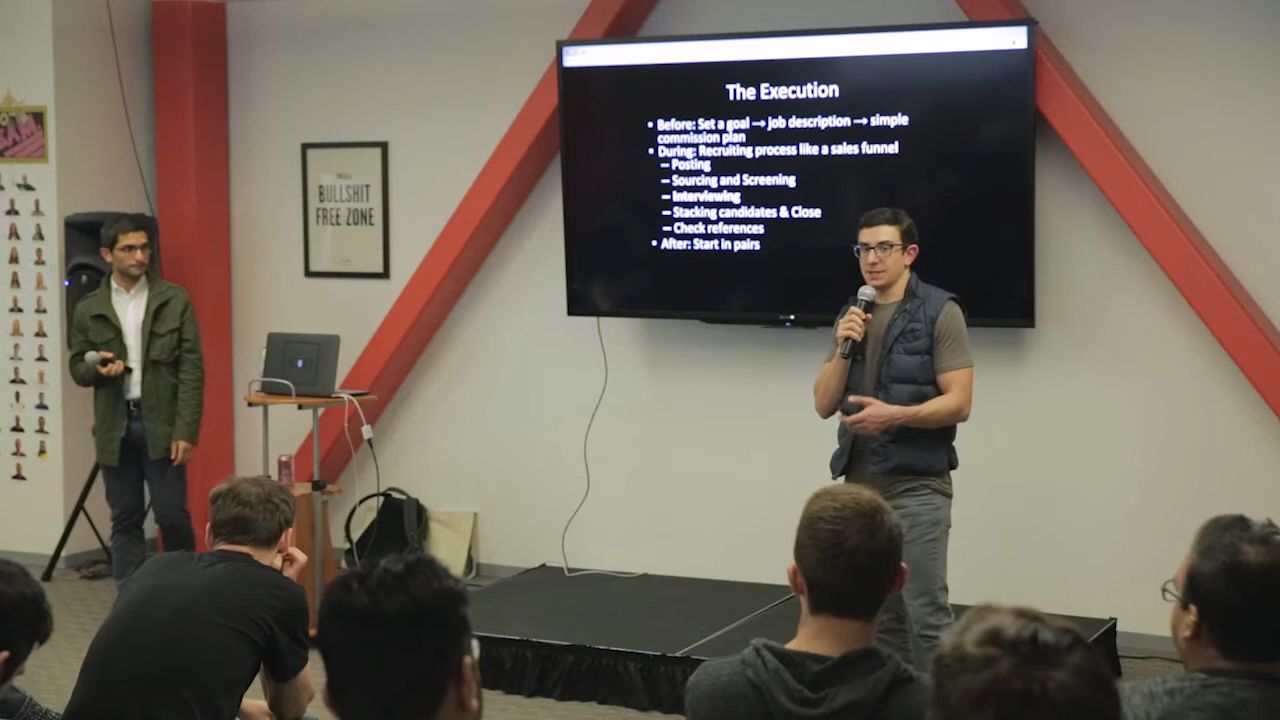 The Execution
• Before: Set a goal → job description → simple
commission plan
• During: Recruiting process like a sales funnel
– Posting
– Sourcing and Screening
– Interviewing
– Stacking candidates & Close
– Check references
• After: Start in pairs
BULLSHIT
FREE ZONE